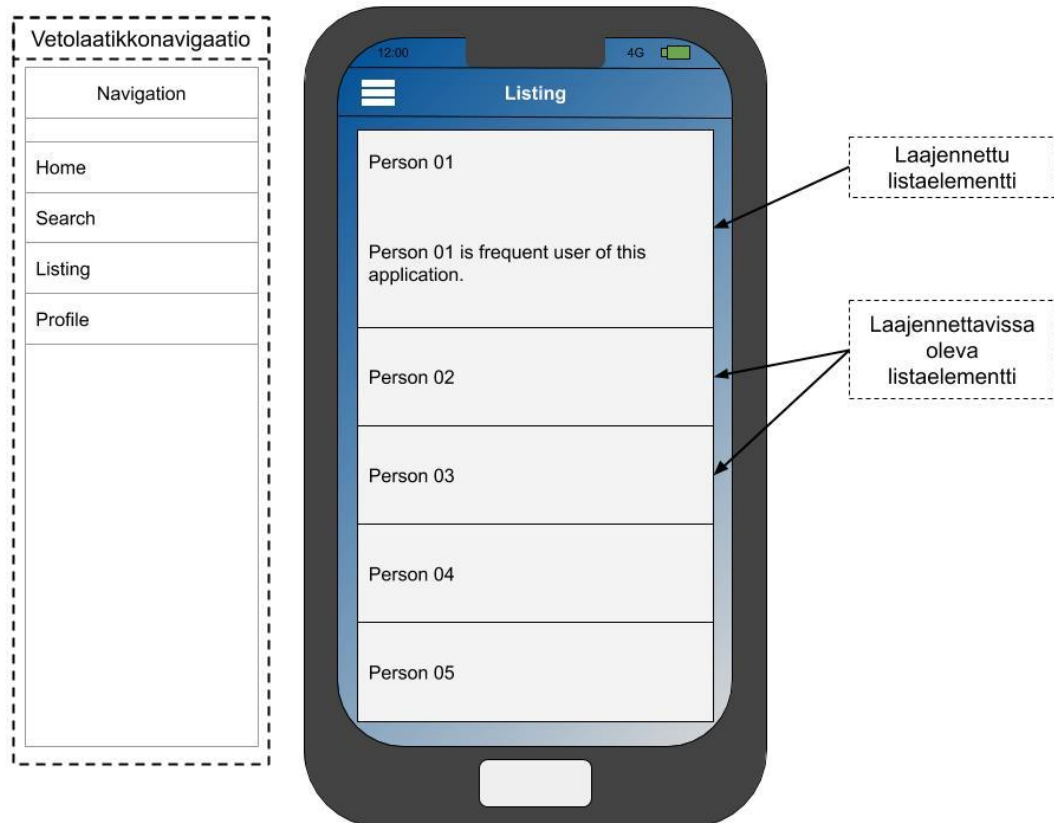 Vetolaatikkonavigaatio
Navigation
Home
Search
Listing
Profile
12:00
4G
Listing
Person 01
Person 01 is frequent user of this
application.
Person 02
Person 03
Person 04
Person 05
Laajennettu
listaelementti
Laajennettavissa
oleva
listaelementti